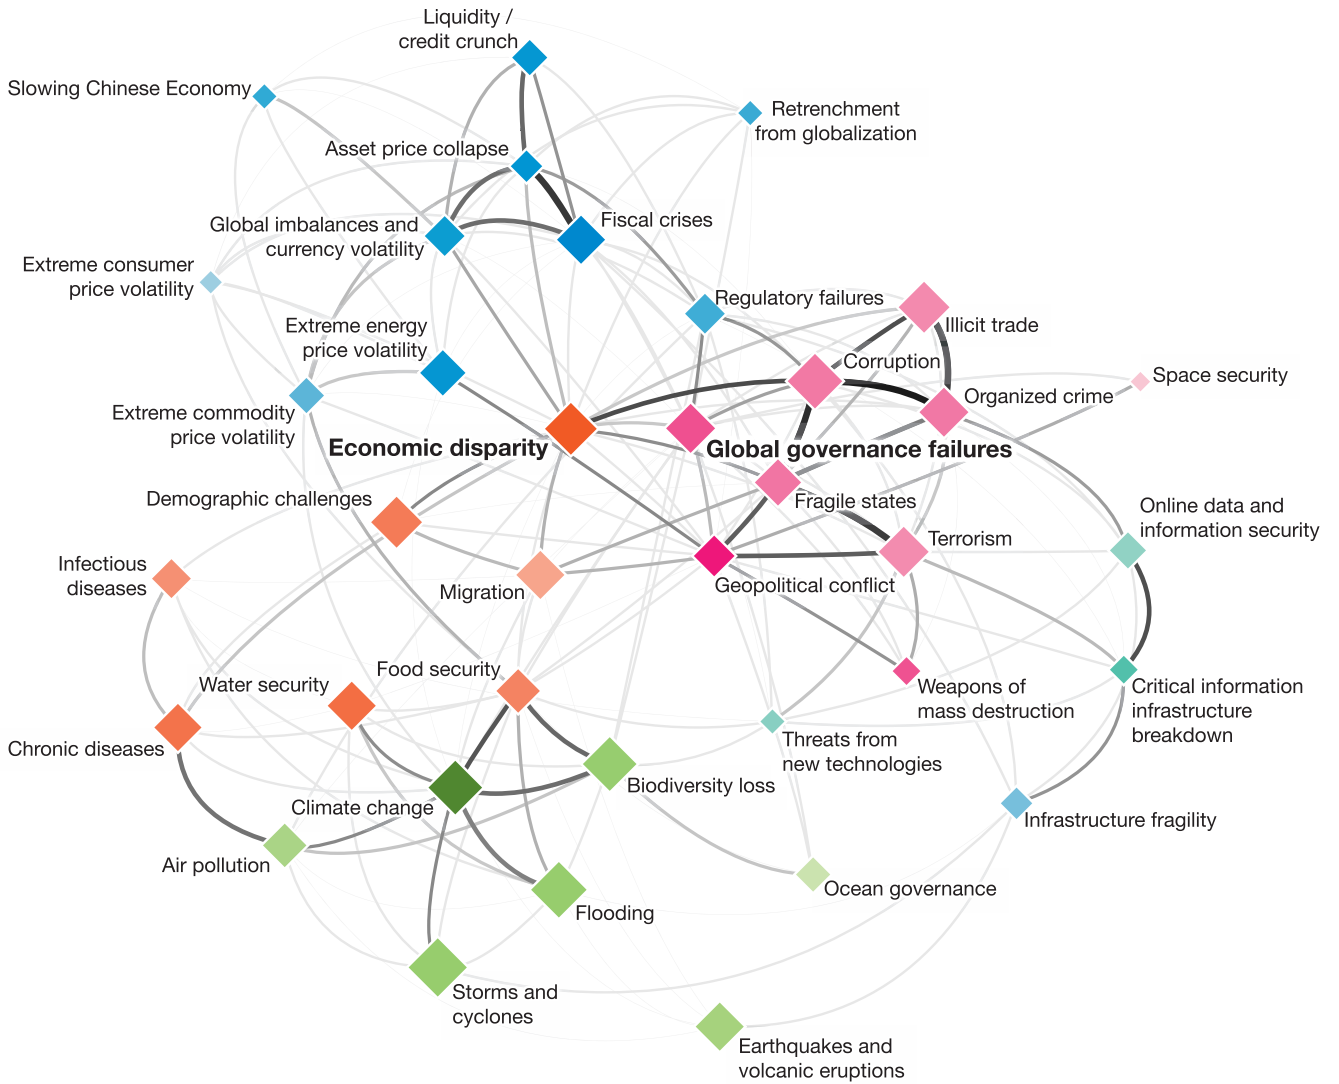 Liquidity /
credit crunch
Slowing Chinese Economy
Retrenchment
from globalization
Asset price collapse
Global imbalances and
currency volatility
Fiscal crises
Extreme consumer
price volatility
Regulatory failures
Illicit trade
Extreme energy
price volatility
Corruption
Space security
Organized crime
Extreme commodity
price volatility
Economic disparity
Global governance failures
Demographic challenges
Fragile states
Online data and
information security
Terrorism
Infectious
diseases
Migration
Geopolitical conflict
Food security
Water security
Weapons of
mass destruction
Critical information
infrastructure
breakdown
Chronic diseases
Threats from
new technologies
Biodiversity loss
Climate change
Infrastructure fragility
Air pollution
Ocean governance
Flooding
Storms and
cyclones
Earthquakes and
volcanic eruptions